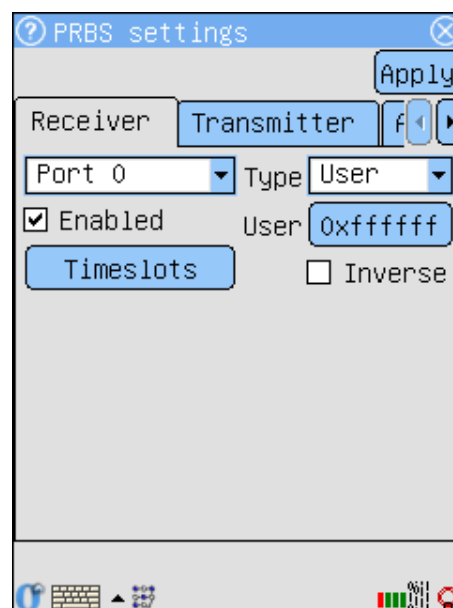 PRBS settings
Apply
Receiver Transmitter
Port 0 Type User
Enabled User 0xffffff
Timeslots Inverse